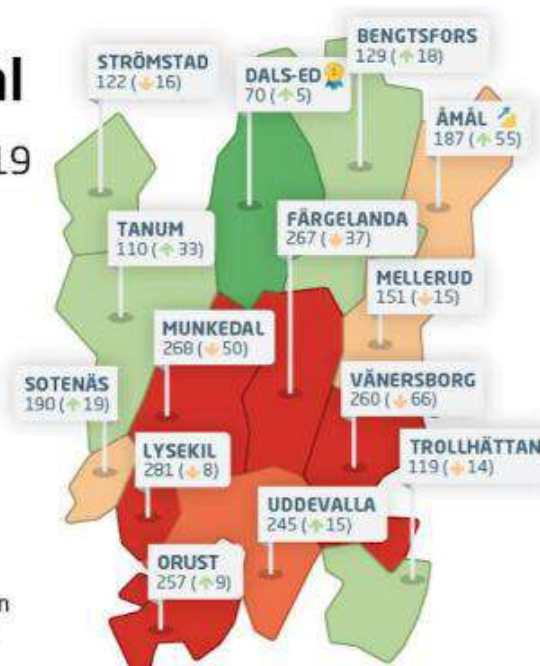 al
19
STRÖMSTAD
122 (↓16)
DALS-ED
70 (↑5)
BENGTSFORS
129 (↑18)
ÅMÅL
187 (↑55)
TANUM
110 (↑33)
FÄRGELANDA
267 (↓37)
MELLERUD
151 (↓15)
MUNKEDAL
268 (↓50)
SOTENÄS
190 (↑19)
VÄNERSBORG
260 (↓66)
LYSEKIL
281 (↓8)
TROLLHÄTTAN
119 (↓14)
UDDEVALLA
245 (↑15)
ORUST
257 (↑9)
n